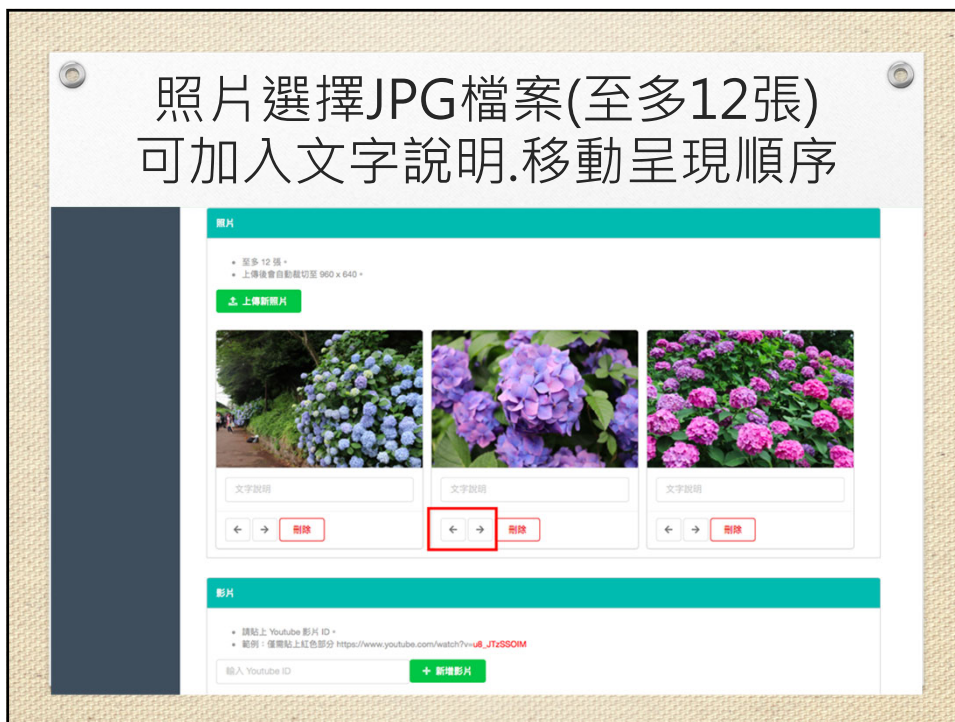 照片選擇JPG檔案(至多12張)
可加入文字說明.移動呈現順序
照片
至多 12 張。
上傳後會自動裁切至 960 x 640。
上傳新照片
文字說明
文字說明
文字說明
← → 刪除
← → 刪除
← → 刪除
影片
請貼上 Youtube 影片 ID。
範例：僅需貼上紅色部分 https://www.youtube.com/watch?v=u8_JTzSSOIM
輸入 Youtube ID
+ 新增影片